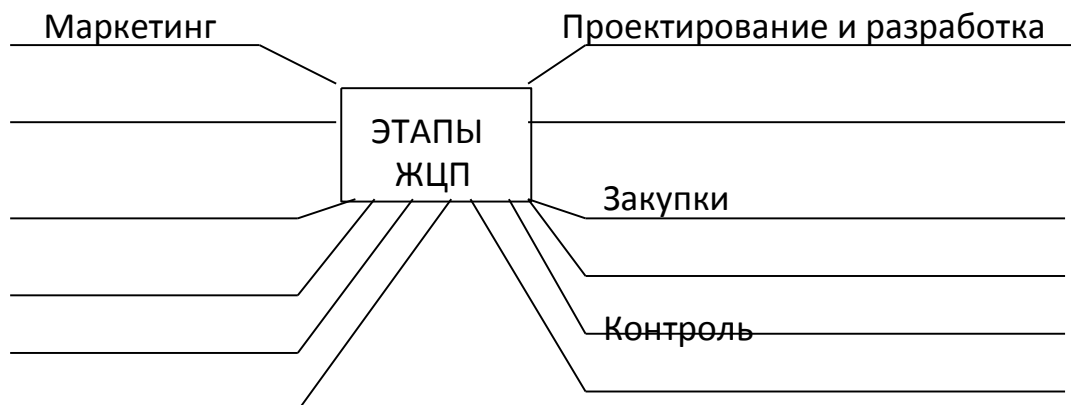 Маркетинг
Проектирование и разработка
ЭТАПЫ
ЖЦП
Закупки
Контроль